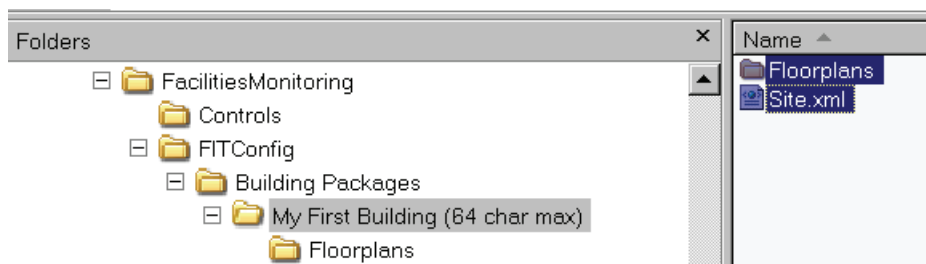 Folders
FacilitiesMonitoring
Controls
FITConfig
Building Packages
My First Building (64 char max)
Floorplans
Name
Floorplans
Site.xml